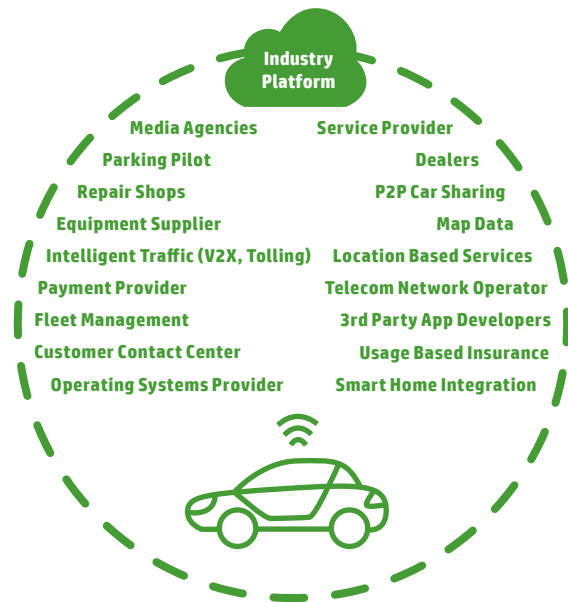 Industry
Platform
Media Agencies
Service Provider
Parking Pilot
Dealers
Repair Shops
P2P Car Sharing
Equipment Supplier
Map Data
Intelligent Traffic (V2X, Tolling)
Location Based Services
Payment Provider
Telecom Network Operator
Fleet Management
3rd Party App Developers
Customer Contact Center
Usage Based Insurance
Operating Systems Provider
Smart Home Integration